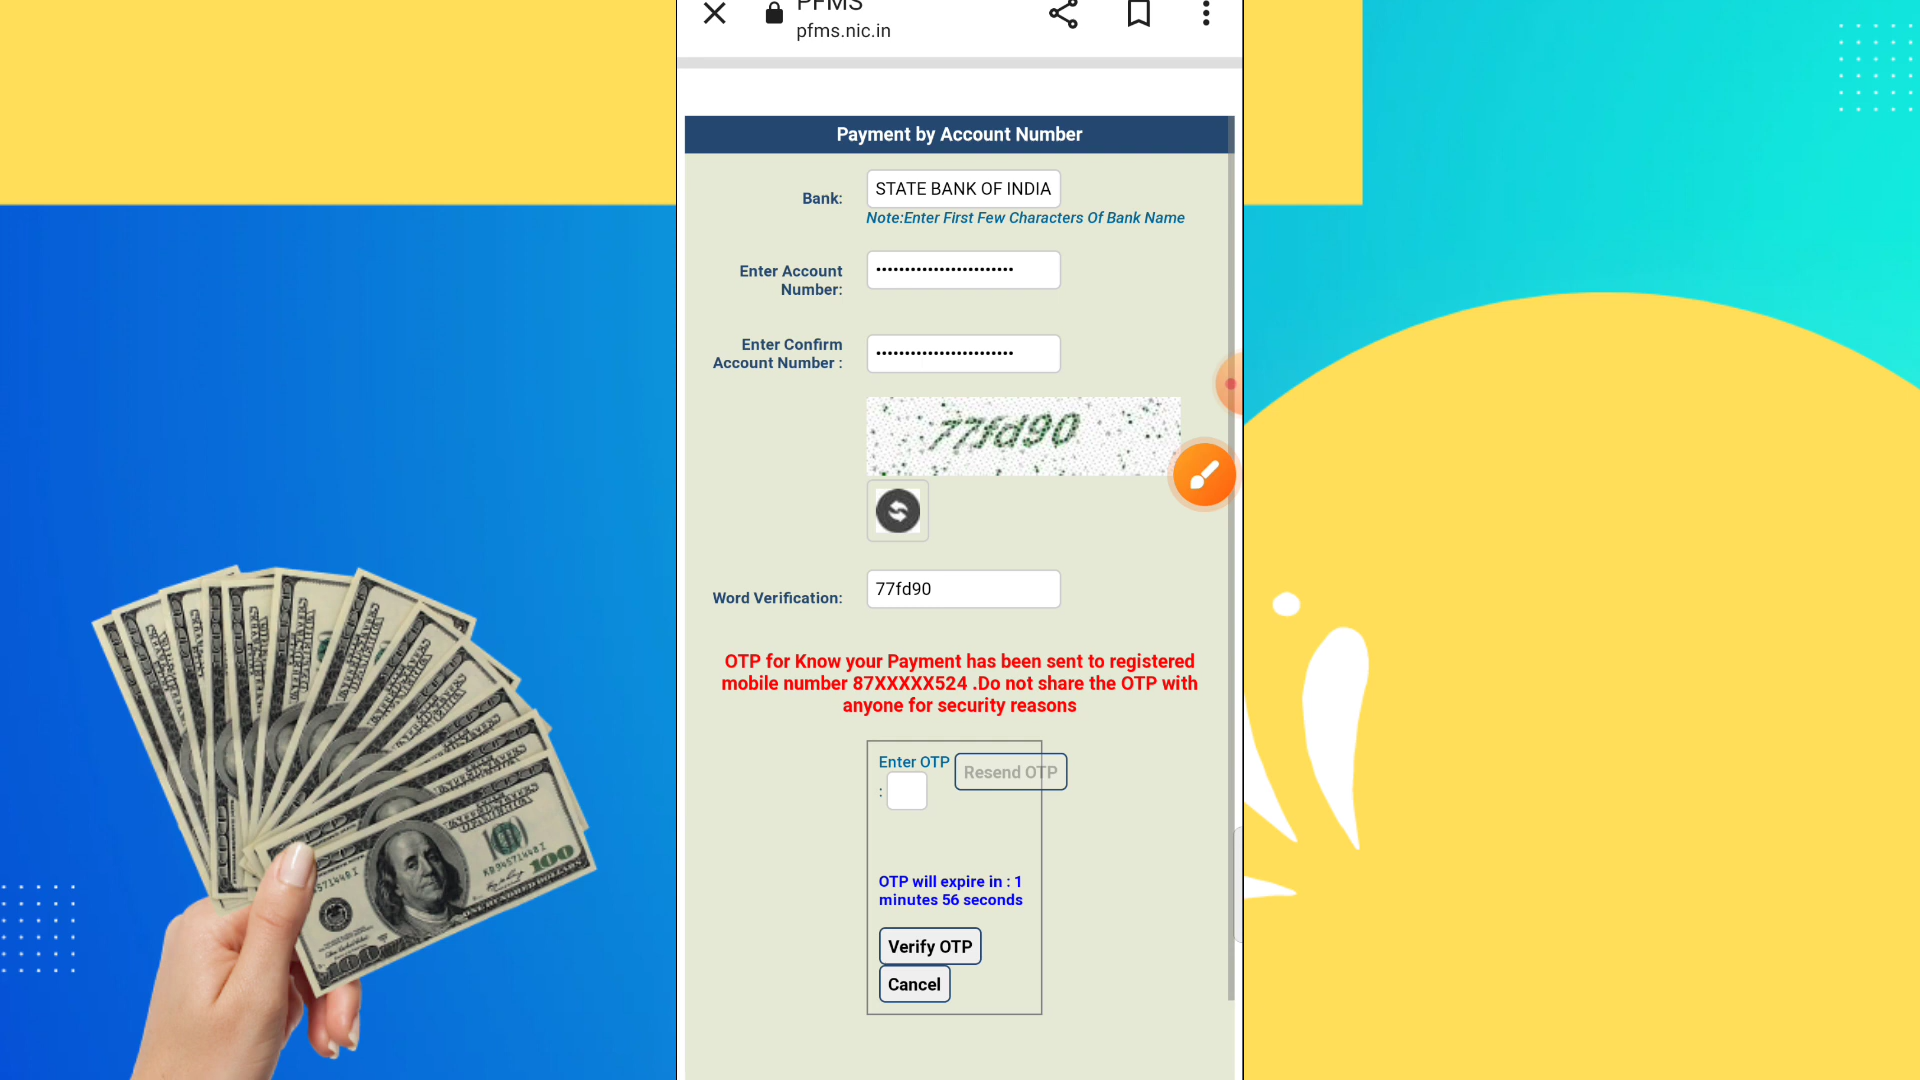 PFMS
pfms.nic.in
Payment by Account Number
Bank:
STATE BANK OF INDIA
Note:Enter First Few Characters Of Bank Name
Enter Account
Number:
••••••••••••••••••••••••
Enter Confirm
Account Number :
••••••••••••••••••••••••
77fd90
Word Verification:
77fd90
OTP for Know your Payment has been sent to registered
mobile number 87XXXXX524 .Do not share the OTP with
anyone for security reasons
Enter OTP
:
Resend OTP
OTP will expire in : 1
minutes 56 seconds
Verify OTP
Cancel
100
100